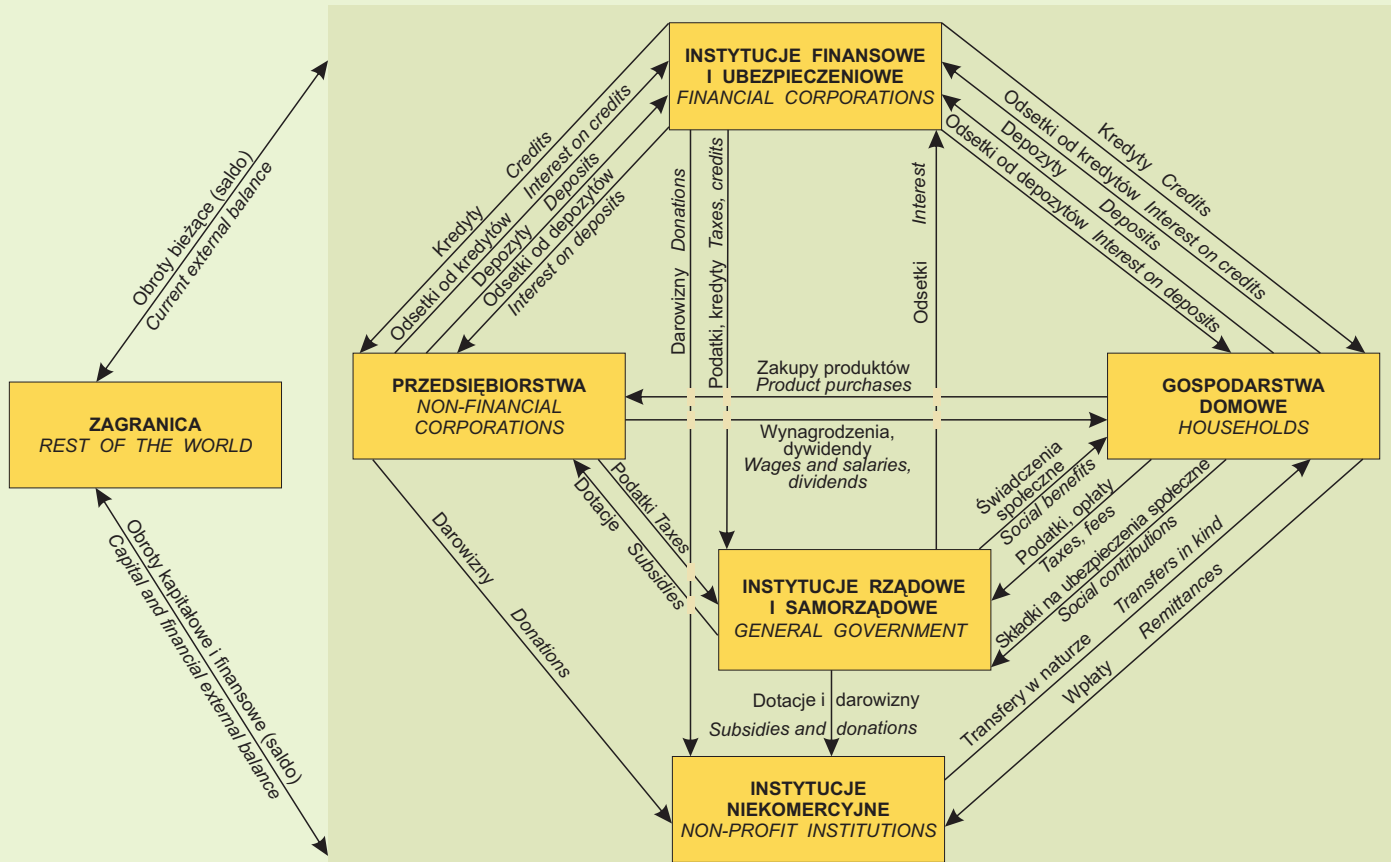 INSTYTUCJE FINANSOWE
I UBEZPIECZENIOWE
FINANCIAL CORPORATIONS
Obroty bieżące (saldo)
Current external balance
Kredyty Credits
Odsetki od kredytów Interest on credits
Depozyty Deposits
Odsetki od depozytów
Interest on deposits
Darowizny Donations
Podatki, kredyty Taxes, credits
Odsetki Interest
Kredyty Credits
Odsetki od kredytów Interest on credits
Depozyty Deposits
Odsetki od depozytów Interest on deposits
ZAGRANICA
REST OF THE WORLD
PRZEDSIĘBIORSTWA
NON-FINANCIAL
CORPORATIONS
Zakupy produktów
Product purchases
Wynagrodzenia,
dywidendy
Wages and salaries,
dividends
GOSPODARSTWA
DOMOWE
HOUSEHOLDS
Obroty kapitałowe i finansowe (saldo)
Capital and financial external balance
Darowizny Donations
Podatki Taxes
Dotacje Subsidies
Świadczenia
społeczne
Social benefits
Podatki, opłaty
Taxes, fees
Składki na ubezpieczenia społeczne
Social contributions
Transfery w naturze Transfers in kind
Wpłaty Remittances
INSTYTUCJE RZĄDOWE
I SAMORZĄDOWE
GENERAL GOVERNMENT
Dotacje i darowizny
Subsidies and donations
INSTYTUCJE
NIEKOMERCYJNE
NON-PROFIT INSTITUTIONS